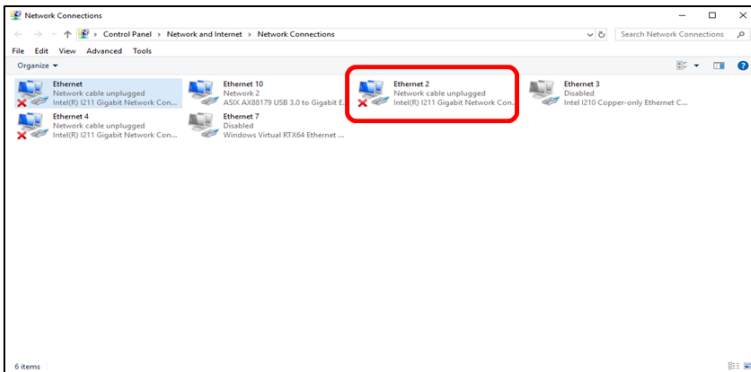 Network Connections
Control Panel > Network and Internet > Network Connections
Search Network Connections
File Edit View Advanced Tools
Organize
Ethernet
Network cable unplugged
Intel(R) I211 Gigabit Network Con...
Ethernet 10
Network 2
ASIX AX88179 USB 3.0 to Gigabit E...
Ethernet 2
Network cable unplugged
Intel(R) I211 Gigabit Network Con...
Ethernet 3
Disabled
Intel I210 Copper-only Ethernet C...
Ethernet 4
Network cable unplugged
Intel(R) I211 Gigabit Network Con...
Ethernet 7
Disabled
Windows Virtual RTX64 Ethernet ...
6 items